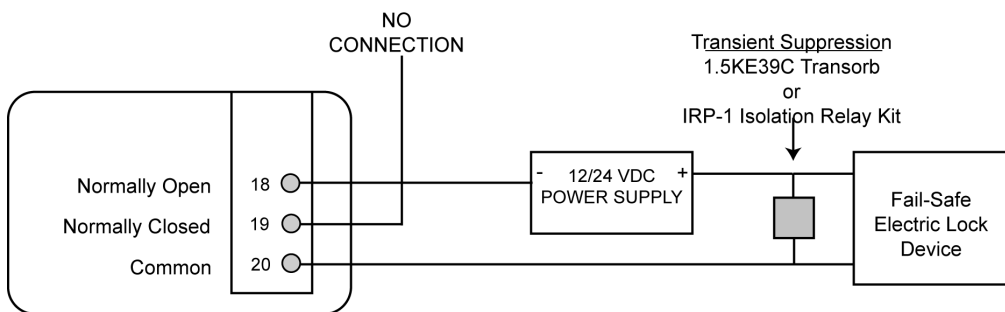 NO
CONNECTION
Transient Suppression
1.5KE39C Transorb
or
IRP-1 Isolation Relay Kit
Normally Open 18
Normally Closed 19
Common 20
- 12/24 VDC +
POWER SUPPLY
Fail-Safe
Electric Lock
Device